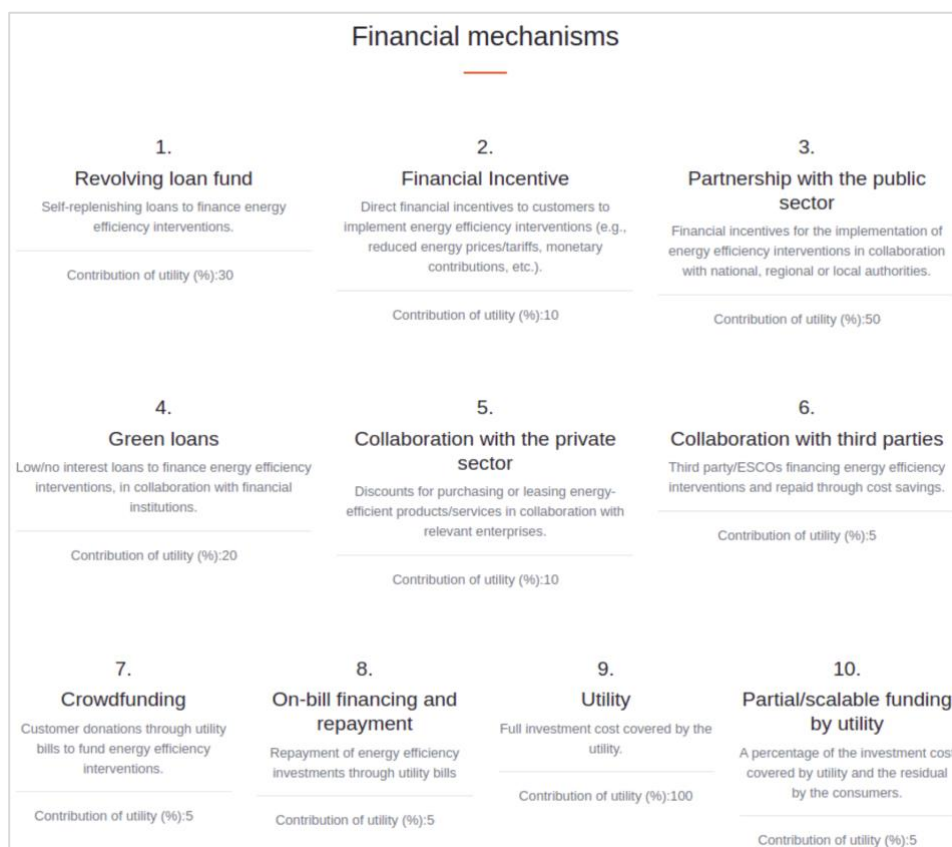 Financial mechanisms
1.
Revolving loan fund
Self-replenishing loans to finance energy
efficiency interventions.
Contribution of utility (%):30
2.
Financial Incentive
Direct financial incentives to customers to
implement energy efficiency interventions (e.g.,
reduced energy prices/tariffs, monetary
contributions, etc.).
Contribution of utility (%):10
3.
Partnership with the public
sector
Financial incentives for the implementation of
energy efficiency interventions in collaboration
with national, regional or local authorities.
Contribution of utility (%):50
4.
Green loans
Low/no interest loans to finance energy efficiency
interventions, in collaboration with financial
institutions.
Contribution of utility (%):20
5.
Collaboration with the private
sector
Discounts for purchasing or leasing energy-
efficient products/services in collaboration with
relevant enterprises.
Contribution of utility (%):10
6.
Collaboration with third parties
Third party/ESCOs financing energy efficiency
interventions and repaid through cost savings.
Contribution of utility (%):5
7.
Crowdfunding
Customer donations through utility
bills to fund energy efficiency
interventions.
Contribution of utility (%):5
8.
On-bill financing and
repayment
Repayment of energy efficiency
investments through utility bills
Contribution of utility (%):5
9.
Utility
Full investment cost covered by the
utility.
Contribution of utility (%):100
10.
Partial/scalable funding
by utility
A percentage of the investment cost
covered by utility and the residual
by the consumers.
Contribution of utility (%):5